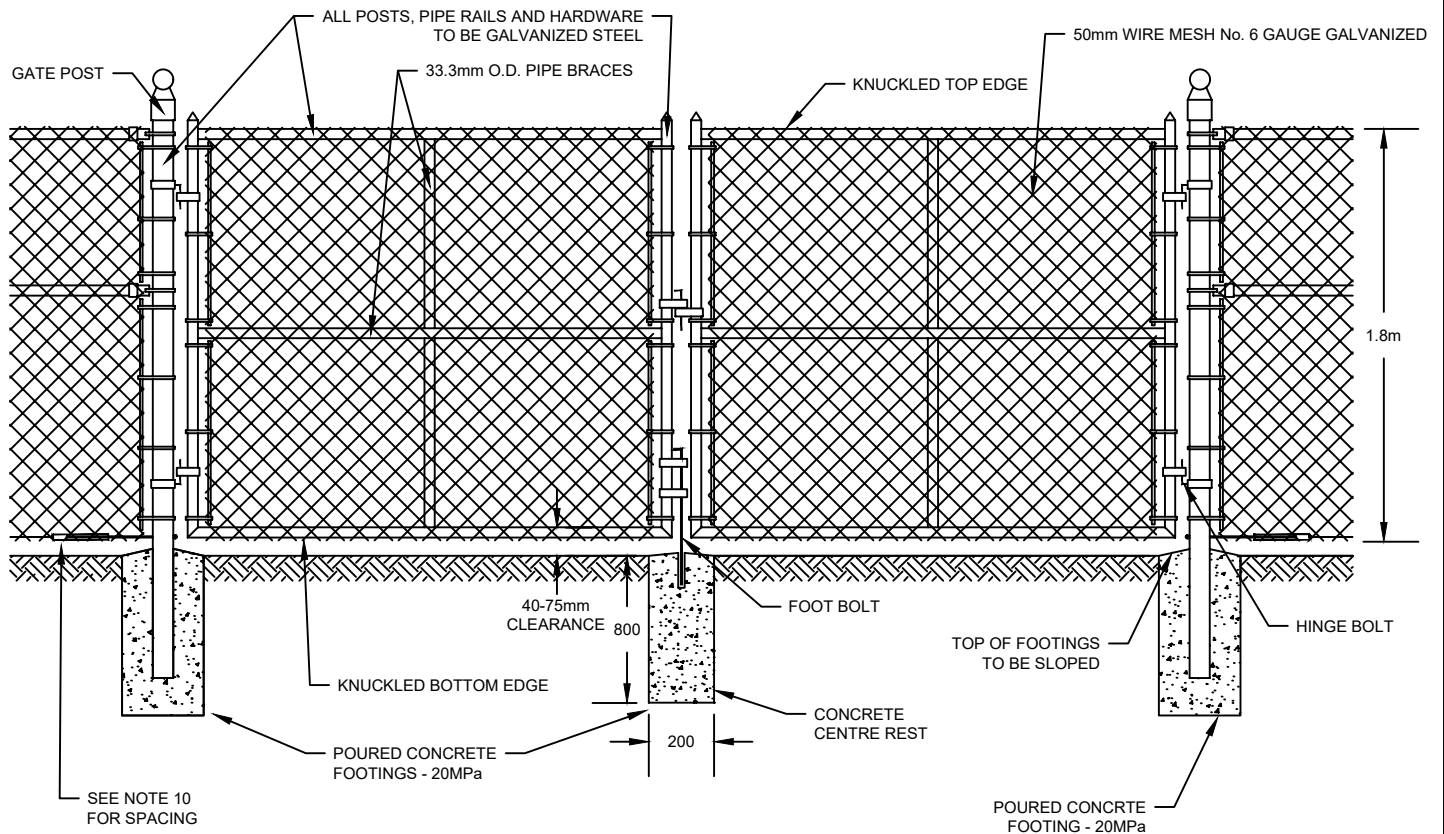 ALL POSTS, PIPE RAILS AND HARDWARE
TO BE GALVANIZED STEEL
50mm WIRE MESH No. 6 GAUGE GALVANIZED
GATE POST
33.3mm O.D. PIPE BRACES
KNUCKLED TOP EDGE
1.8m
40-75mm
CLEARANCE
800
FOOT BOLT
HINGE BOLT
TOP OF FOOTINGS
TO BE SLOPED
KNUCKLED BOTTOM EDGE
CONCRETE
CENTRE REST
200
POURED CONCRETE
FOOTINGS - 20MPa
SEE NOTE 10
FOR SPACING
POURED CONCRTE
FOOTING - 20MPa